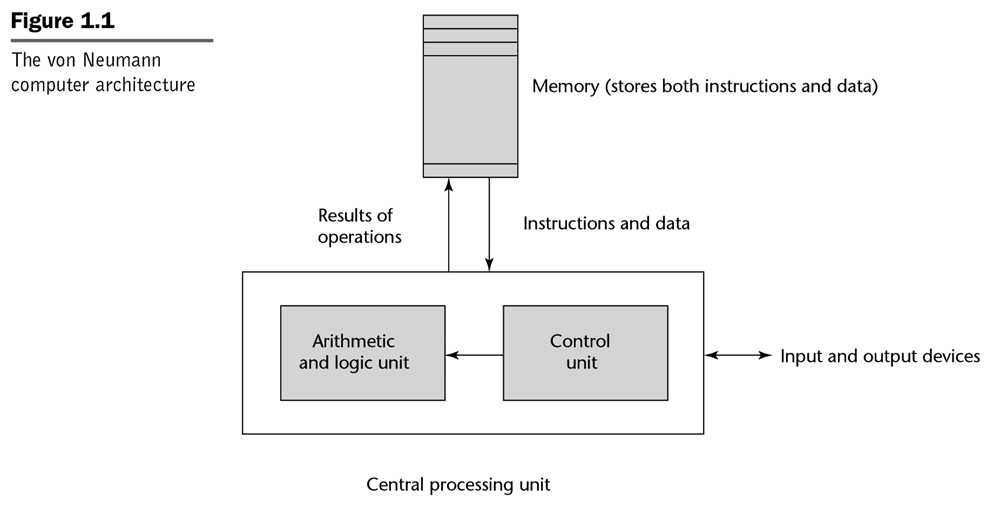 Figure 1.1
The von Neumann
computer architecture
Memory (stores both instructions and data)
Results of
operations
Instructions and data
Arithmetic
and logic unit
Control
unit
Input and output devices
Central processing unit